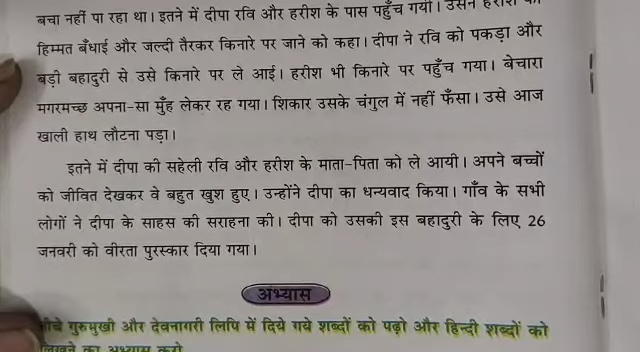 बचा नहीं पा रहा था। इतने में दीपा रवि और हरीश के पास पहुँच गयी। उसने हरीश
हिम्मत बँधाई और जल्दी तैरकर किनारे पर जाने को कहा। दीपा ने रवि को पकड़ा और
बड़ी बहादुरी से उसे किनारे पर ले आई। हरीश भी किनारे पर पहुँच गया। बेचारा
मगरमच्छ अपना-सा मुँह लेकर रह गया। शिकार उसके चंगुल में नहीं फँसा। उसे आज
खाली हाथ लौटना पड़ा।
इतने में दीपा की सहेली रवि और हरीश के माता-पिता को ले आयी। अपने बच्चों
को जीवित देखकर वे बहुत खुश हुए। उन्होंने दीपा का धन्यवाद किया। गाँव के सभी
लोगों ने दीपा के साहस की सराहना की। दीपा को उसकी इस बहादुरी के लिए 26
जनवरी को वीरता पुरस्कार दिया गया।
अभ्यास
नीचे गुरुमुखी और देवनागरी लिपि में दिये गये शब्दों को पढ़ो और हिन्दी शब्दों को
लिखने का अभ्यास करो